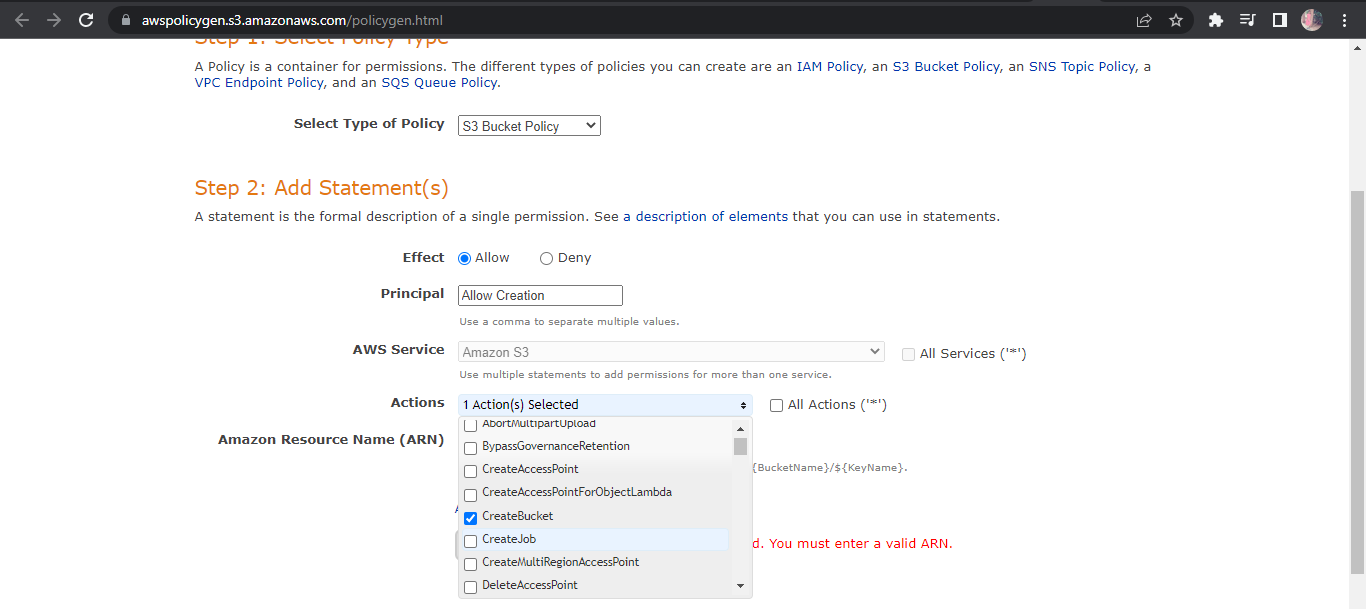 awspolicygen.s3.amazonaws.com/policygen.html
Step 1: Select Policy Type
A Policy is a container for permissions. The different types of policies you can create are an IAM Policy, an S3 Bucket Policy, an SNS Topic Policy, a
VPC Endpoint Policy, and an SQS Queue Policy.
Select Type of Policy S3 Bucket Policy
Step 2: Add Statement(s)
A statement is the formal description of a single permission. See a description of elements that you can use in statements.
Effect Allow Deny
Principal Allow Creation
Use a comma to separate multiple values.
AWS Service Amazon S3 All Services ('*')
Use multiple statements to add permissions for more than one service.
Actions 1 Action(s) Selected All Actions ('*')
AbortMultipartUpload
Amazon Resource Name (ARN)
BypassGovernanceRetention
CreateAccessPoint
{BucketName}/${KeyName}.
CreateAccessPointForObjectLambda
CreateBucket
CreateJob
d. You must enter a valid ARN.
CreateMultiRegionAccessPoint
DeleteAccessPoint